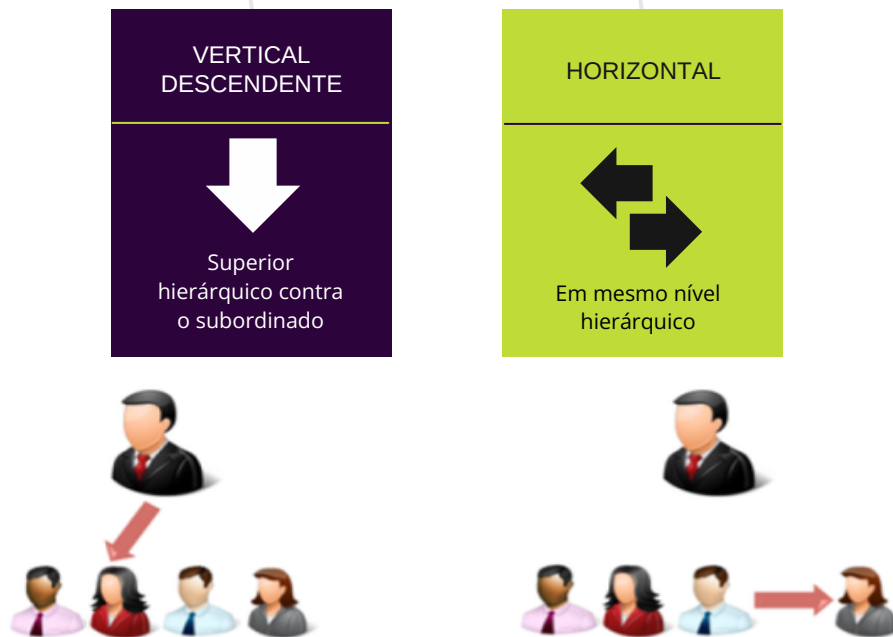 VERTICAL
DESCENDENTE
Superior
hierárquico contra
o subordinado
HORIZONTAL
Em mesmo nível
hierárquico